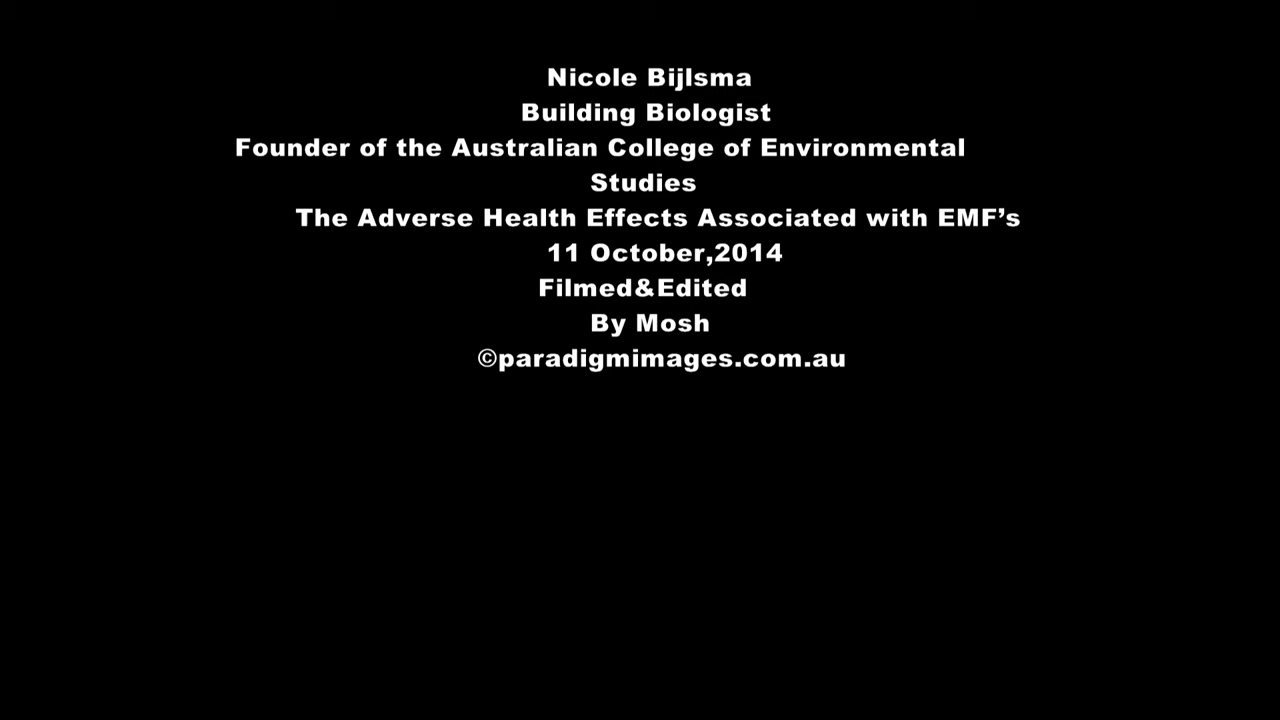 Nicole Bijlsma
Building Biologist
Founder of the Australian College of Environmental
Studies
The Adverse Health Effects Associated with EMF’s
11 October,2014
Filmed&Edited
By Mosh
©paradigmimages.com.au